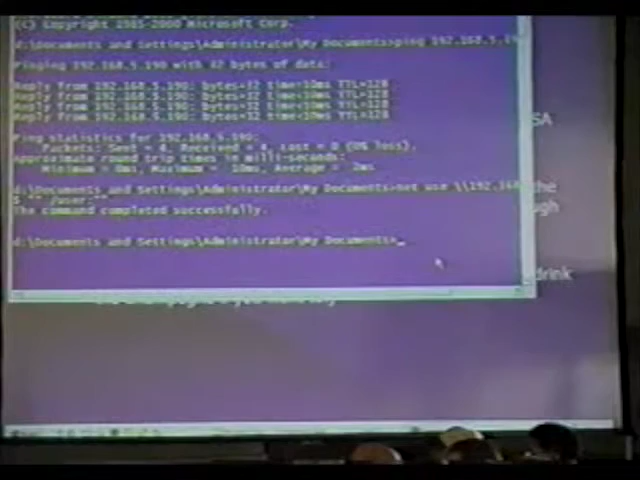 (C) Copyright 1985-2000 Microsoft Corp.
d:\Documents and Settings\Administrator\My Documents>ping 192.168.5.19
Pinging 192.168.5.190 with 32 bytes of data:
Reply from 192.168.5.190: bytes=32 time<10ms TTL=128
Reply from 192.168.5.190: bytes=32 time<10ms TTL=128
Reply from 192.168.5.190: bytes=32 time<10ms TTL=128
Reply from 192.168.5.190: bytes=32 time<10ms TTL=128
SA
Ping statistics for 192.168.5.190:
Packets: Sent = 4, Received = 4, Lost = 0 (0% loss),
Approximate round trip times in milli-seconds:
Minimum = 0ms, Maximum = 10ms, Average = 2ms
d:\Documents and Settings\Administrator\My Documents>net use \\192.168
the
$ "" /user:""
ugh
The command completed successfully.
d:\Documents and Settings\Administrator\My Documents>_
drink